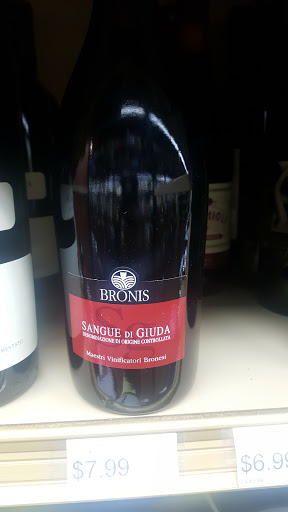 BRONIS
SANGUE DI GIUDA
DENOMINAZIONE DI ORIGINE CONTROLLATA
Maestri Vinificatori Bronesi
$7.99
$6.99